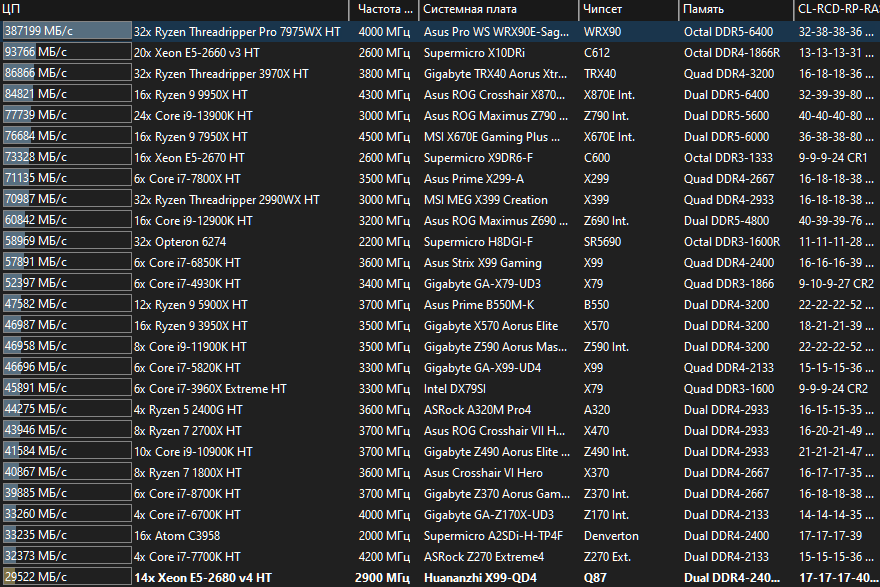 ЦП Частота ... Системная плата Чипсет Память CL-RCD-RP-RAS
387199 МБ/с 32x Ryzen Threadripper Pro 7975WX HT 4000 МГц Asus Pro WS WRX90E-Sag... WRX90 Octal DDR5-6400 32-38-38-36 ...
93766 МБ/с 20x Xeon E5-2660 v3 HT 2600 МГц Supermicro X10DRi C612 Octal DDR4-1866R 13-13-13-31 ...
86866 МБ/с 32x Ryzen Threadripper 3970X HT 3800 МГц Gigabyte TRX40 Aorus Xtr... TRX40 Quad DDR4-3200 16-18-18-36 ...
84821 МБ/с 16x Ryzen 9 9950X HT 4300 МГц Asus ROG Crosshair X870... X870E Int. Dual DDR5-6400 32-39-39-80 ...
77739 МБ/с 24x Core i9-13900K HT 3000 МГц Asus ROG Maximus Z790 ... Z790 Int. Dual DDR5-5600 40-40-40-80 ...
76684 МБ/с 16x Ryzen 9 7950X HT 4500 МГц MSI X670E Gaming Plus ... X670E Int. Dual DDR5-6000 36-38-38-80 ...
73328 МБ/с 16x Xeon E5-2670 HT 2600 МГц Supermicro X9DR6-F C600 Octal DDR3-1333 9-9-9-24 CR1
71135 МБ/с 6x Core i7-7800X HT 3500 МГц Asus Prime X299-A X299 Quad DDR4-2667 16-18-18-38 ...
70987 МБ/с 32x Ryzen Threadripper 2990WX HT 3000 МГц MSI MEG X399 Creation X399 Quad DDR4-2933 16-18-18-38 ...
60842 МБ/с 16x Core i9-12900K HT 3200 МГц Asus ROG Maximus Z690 ... Z690 Int. Dual DDR5-4800 40-39-39-76 ...
58969 МБ/с 32x Opteron 6274 2200 МГц Supermicro H8DGI-F SR5690 Octal DDR3-1600R 11-11-11-28 ...
57891 МБ/с 6x Core i7-6850K HT 3600 МГц Asus Strix X99 Gaming X99 Quad DDR4-2400 16-16-16-39 ...
52397 МБ/с 6x Core i7-4930K HT 3400 МГц Gigabyte GA-X79-UD3 X79 Quad DDR3-1866 9-10-9-27 CR2
47582 МБ/с 12x Ryzen 9 5900X HT 3700 МГц Asus Prime B550M-K B550 Dual DDR4-3200 22-22-22-52 ...
46987 МБ/с 16x Ryzen 9 3950X HT 3500 МГц Gigabyte X570 Aorus Elite X570 Dual DDR4-3200 18-21-21-39 ...
46958 МБ/с 8x Core i9-11900K HT 3500 МГц Gigabyte Z590 Aorus Mas... Z590 Int. Dual DDR4-3200 22-22-22-52 ...
46696 МБ/с 6x Core i7-5820K HT 3300 МГц Gigabyte GA-X99-UD4 X99 Quad DDR4-2133 15-15-15-36 ...
45891 МБ/с 6x Core i7-3960X Extreme HT 3300 МГц Intel DX79SI X79 Quad DDR3-1600 9-9-9-24 CR2
44275 МБ/с 4x Ryzen 5 2400G HT 3600 МГц ASRock A320M Pro4 A320 Dual DDR4-2933 16-15-15-35 ...
43946 МБ/с 8x Ryzen 7 2700X HT 3700 МГц Asus ROG Crosshair VII H... X470 Dual DDR4-2933 16-20-21-49 ...
41584 МБ/с 10x Core i9-10900K HT 3700 МГц Gigabyte Z490 Aorus Elite ... Z490 Int. Dual DDR4-2933 21-21-21-47 ...
40867 МБ/с 8x Ryzen 7 1800X HT 3600 МГц Asus Crosshair VI Hero X370 Dual DDR4-2667 16-17-17-35 ...
39885 МБ/с 6x Core i7-8700K HT 3700 МГц Gigabyte Z370 Aorus Gam... Z370 Int. Dual DDR4-2667 16-18-18-38 ...
33260 МБ/с 4x Core i7-6700K HT 4000 МГц Gigabyte GA-Z170X-UD3 Z170 Int. Dual DDR4-2133 14-14-14-35 ...
33235 МБ/с 16x Atom C3958 2000 МГц Supermicro A2SDi-H-TP4F Denverton Dual DDR4-2400 17-17-17-39
32373 МБ/с 4x Core i7-7700K HT 4200 МГц ASRock Z270 Extreme4 Z270 Ext. Dual DDR4-2133 15-15-15-36 ...
29522 МБ/с 14x Xeon E5-2680 v4 HT 2900 МГц Huananzhi X99-QD4 Q87 Dual DDR4-240... 17-17-17-40...